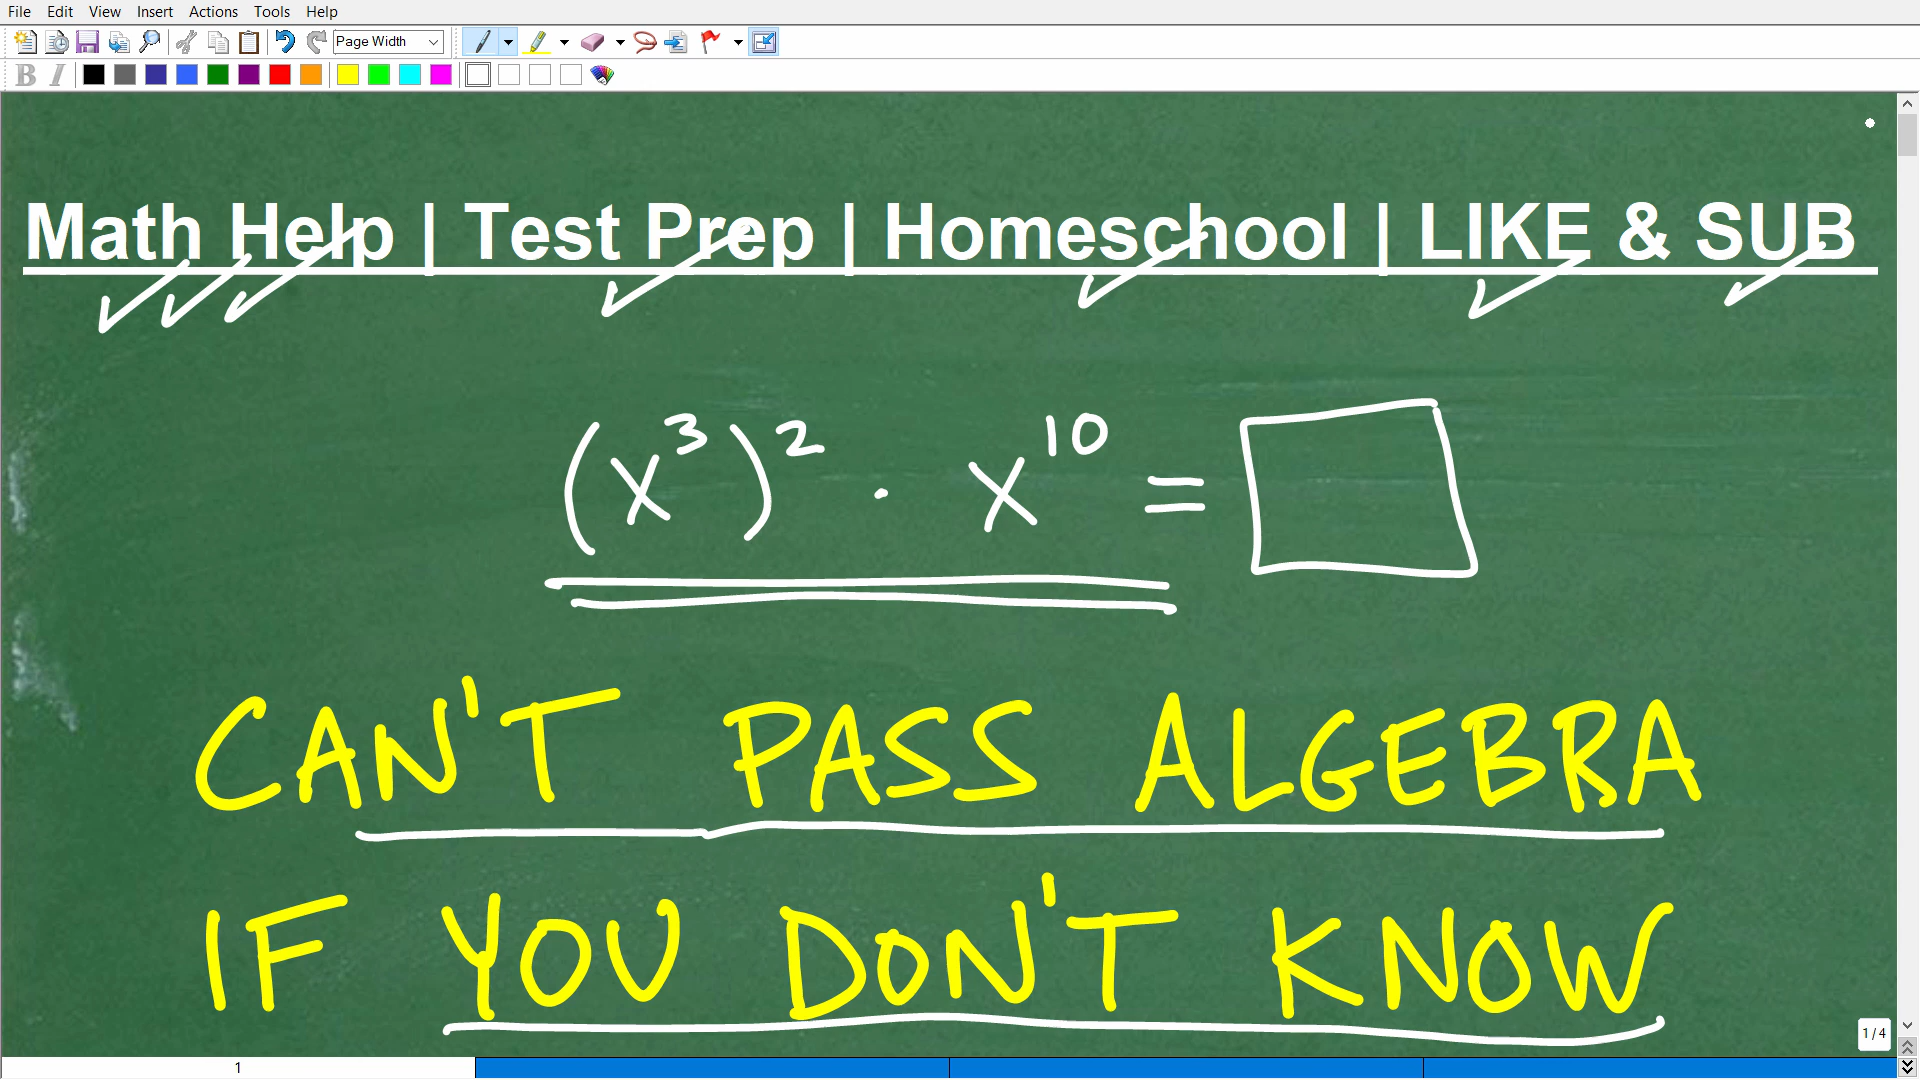 File Edit View Insert Actions Tools Help
Page Width
B I
Math Help | Test Prep | Homeschool | LIKE & SUB
(x³)² · x¹⁰ =
CAN'T PASS ALGEBRA
IF YOU DON'T KNOW
1 / 4
1